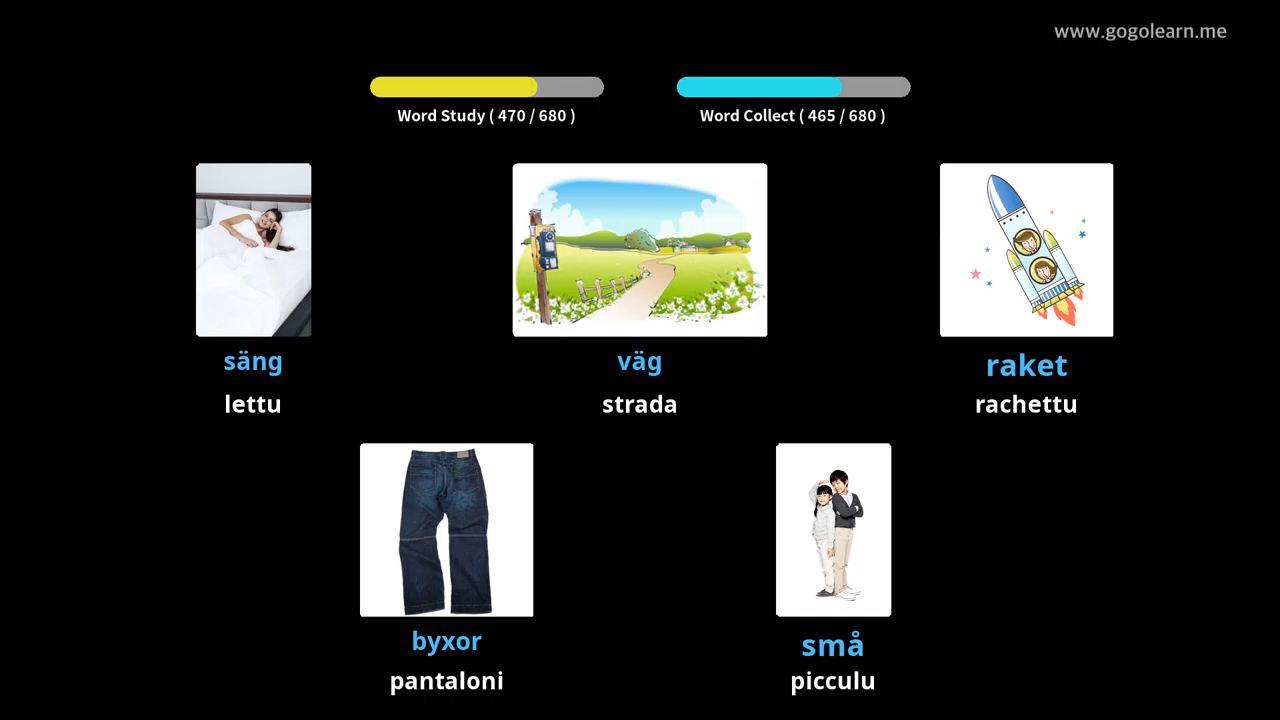 www.gogolearn.me
Word Study ( 470 / 680 )
Word Collect ( 465 / 680 )
säng
väg
raket
lettu
strada
rachettu
byxor
små
pantaloni
picculu